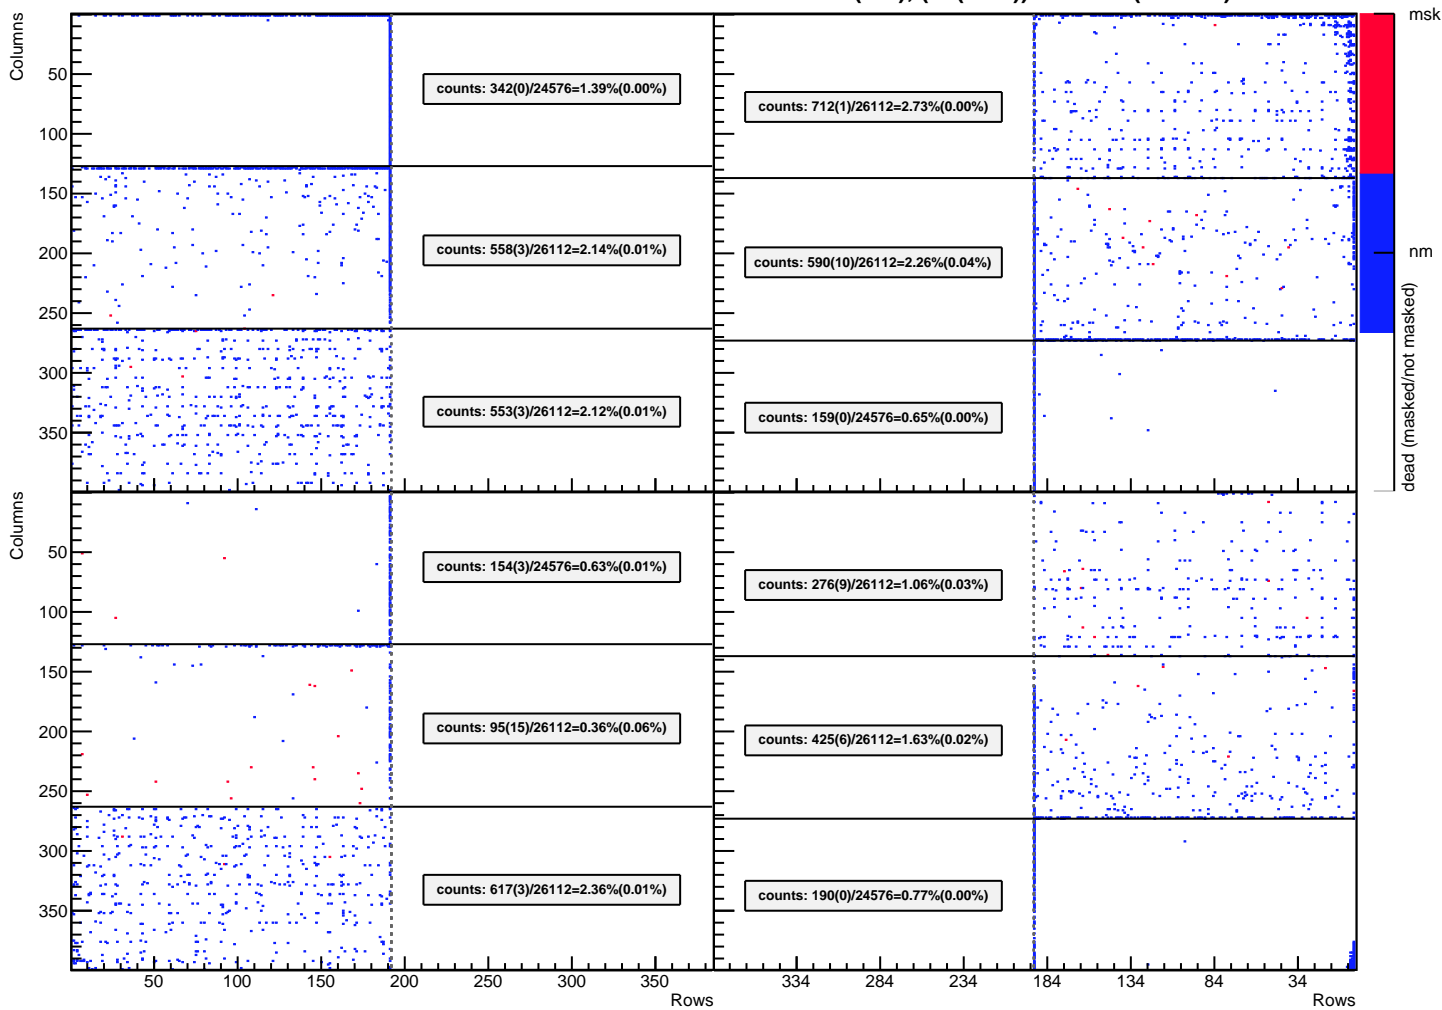 msk
Columns
50
100
150
200
250
300
350
counts: 342(0)/24576=1.39%(0.00%)
counts: 558(3)/26112=2.14%(0.01%)
counts: 553(3)/26112=2.12%(0.01%)
counts: 712(1)/26112=2.73%(0.00%)
counts: 590(10)/26112=2.26%(0.04%)
counts: 159(0)/24576=0.65%(0.00%)
nm
dead (masked/not masked)
Columns
50
100
150
200
250
300
350
counts: 154(3)/24576=0.63%(0.01%)
counts: 95(15)/26112=0.36%(0.06%)
counts: 617(3)/26112=2.36%(0.01%)
counts: 276(9)/26112=1.06%(0.03%)
counts: 425(6)/26112=1.63%(0.02%)
counts: 190(0)/24576=0.77%(0.00%)
50 100 150 200 250 300 350
Rows
334 284 234 184 134 84 34
Rows